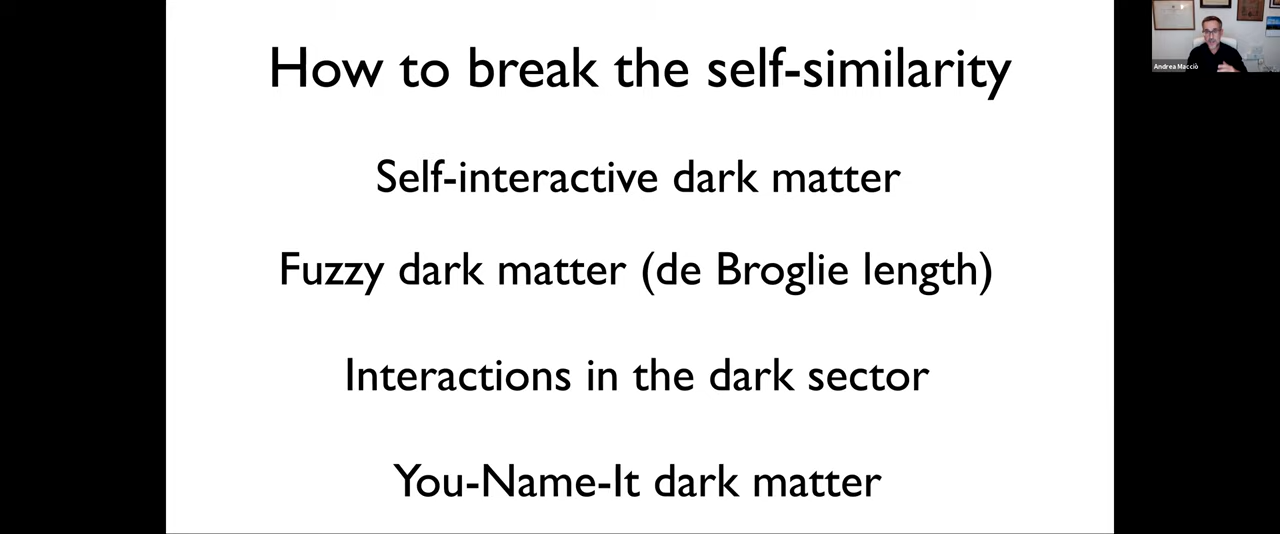 How to break the self-similarity
Self-interactive dark matter
Fuzzy dark matter (de Broglie length)
Interactions in the dark sector
You-Name-It dark matter
Andrea Macciò